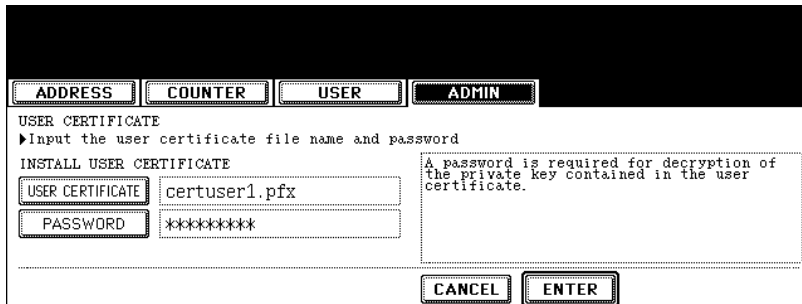 ADDRESS COUNTER USER ADMIN
USER CERTIFICATE
▶Input the user certificate file name and password
INSTALL USER CERTIFICATE
USER CERTIFICATE certuser1.pfx
PASSWORD *********
A password is required for decryption of
the private key contained in the user
certificate.
CANCEL ENTER